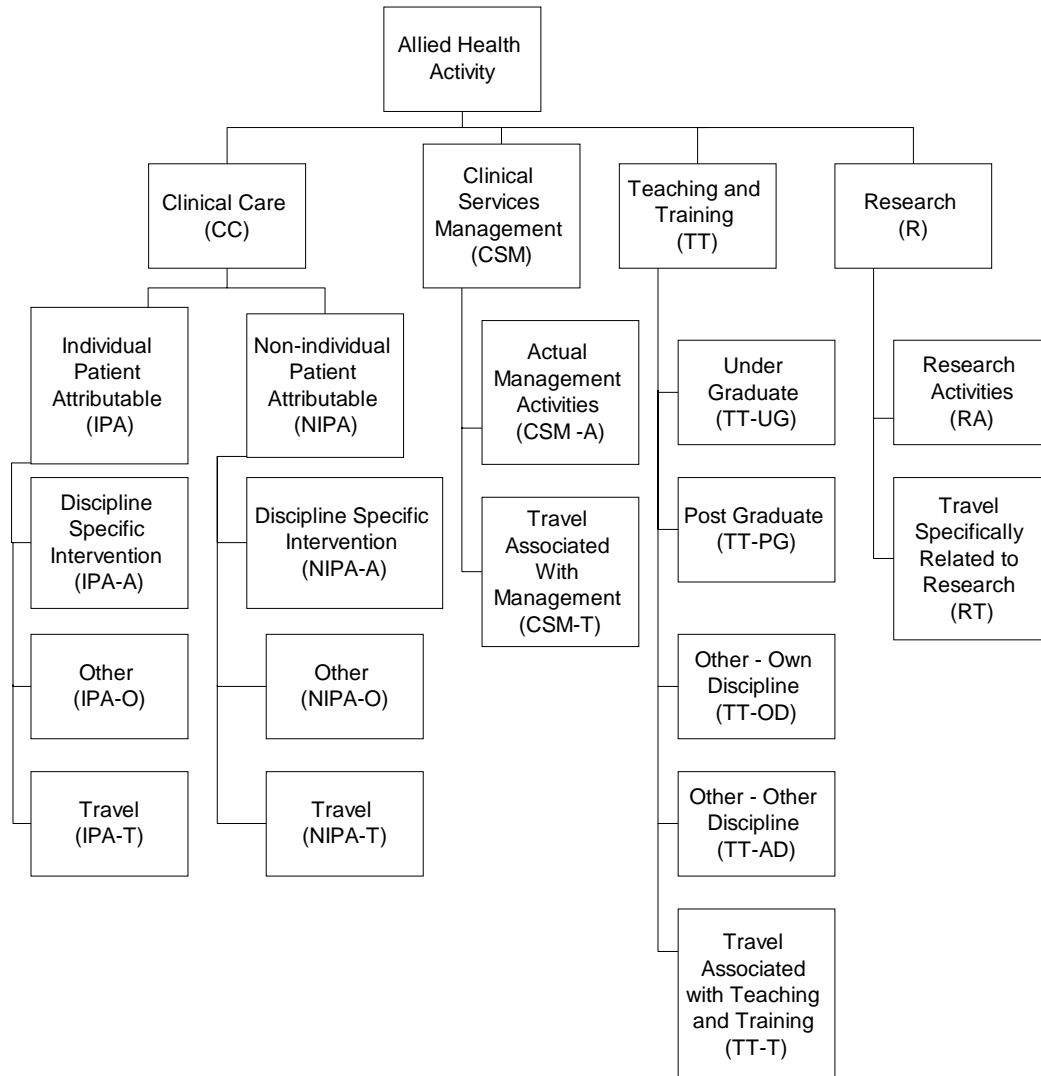 Allied Health
Activity
Clinical Care
(CC)
Clinical
Services
Management
(CSM)
Teaching and
Training
(TT)
Research
(R)
Individual
Patient
Attributable
(IPA)
Non-individual
Patient
Attributable
(NIPA)
Actual
Management
Activities
(CSM -A)
Under
Graduate
(TT-UG)
Research
Activities
(RA)
Discipline
Specific
Intervention
(IPA-A)
Discipline Specific
Intervention
(NIPA-A)
Travel
Associated
With
Management
(CSM-T)
Post Graduate
(TT-PG)
Travel
Specifically
Related to
Research
(RT)
Other
(IPA-O)
Other
(NIPA-O)
Other - Own
Discipline
(TT-OD)
Travel
(IPA-T)
Travel
(NIPA-T)
Other - Other
Discipline
(TT-AD)
Travel
Associated
with Teaching
and Training
(TT-T)